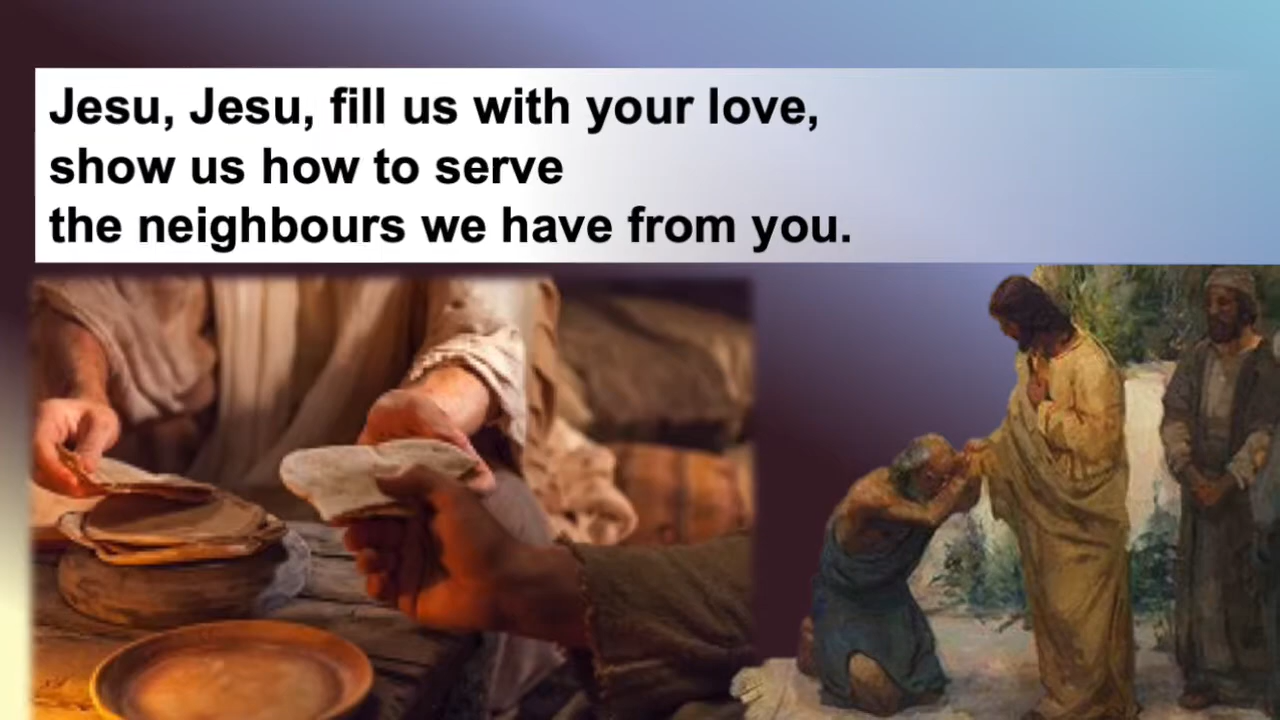 Jesu, Jesu, fill us with your love,
show us how to serve
the neighbours we have from you.